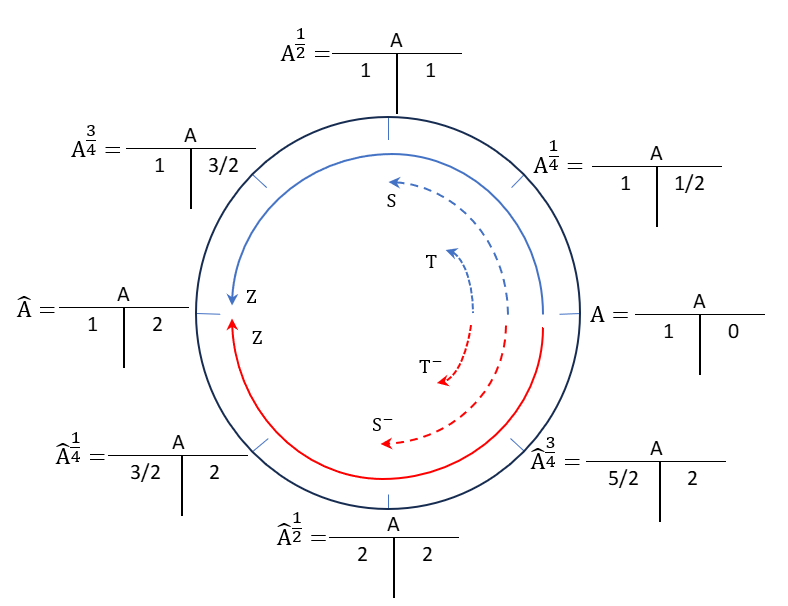 A^{1/2} = A
1 1
A^{3/4} = A
1 3/2
A^{1/4} = A
1 1/2
S
T
Â = A
1 2
Z
Z
A = A
1 0
T⁻
S⁻
Â^{1/4} = A
3/2 2
Â^{3/4} = A
5/2 2
Â^{1/2} = A
2 2